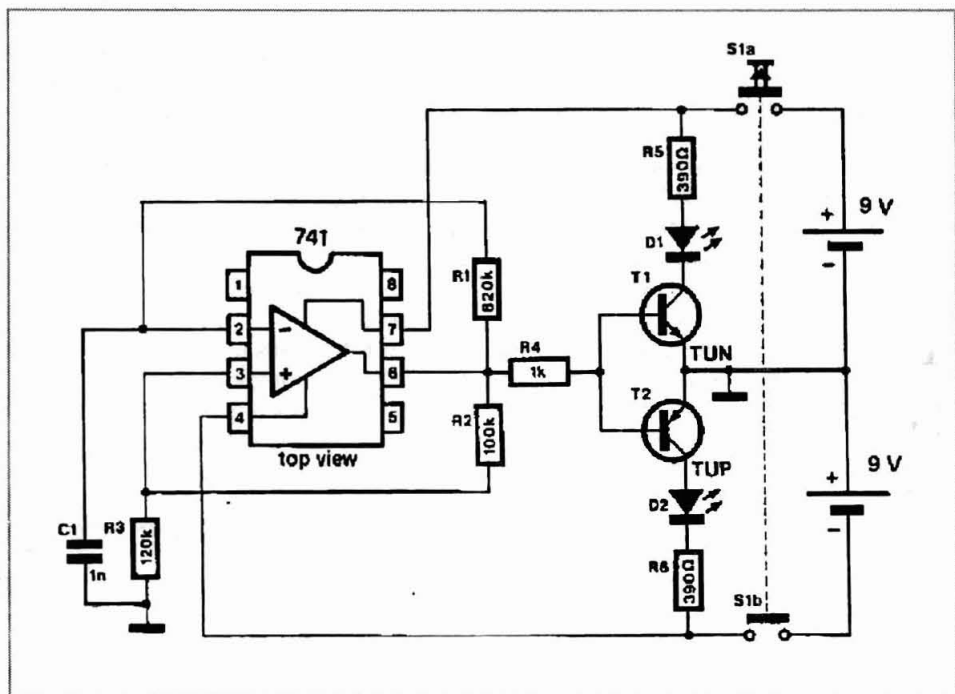 S1a
R5
390Ω
9 V
+
−
D1
741
1
8
R1
T1
2
−
7
TUN
R4
1k
3
+
6
T2
R2
100k
4
5
TUP
9 V
+
−
top view
D2
C1
1n
R3
120k
R6
390Ω
S1b